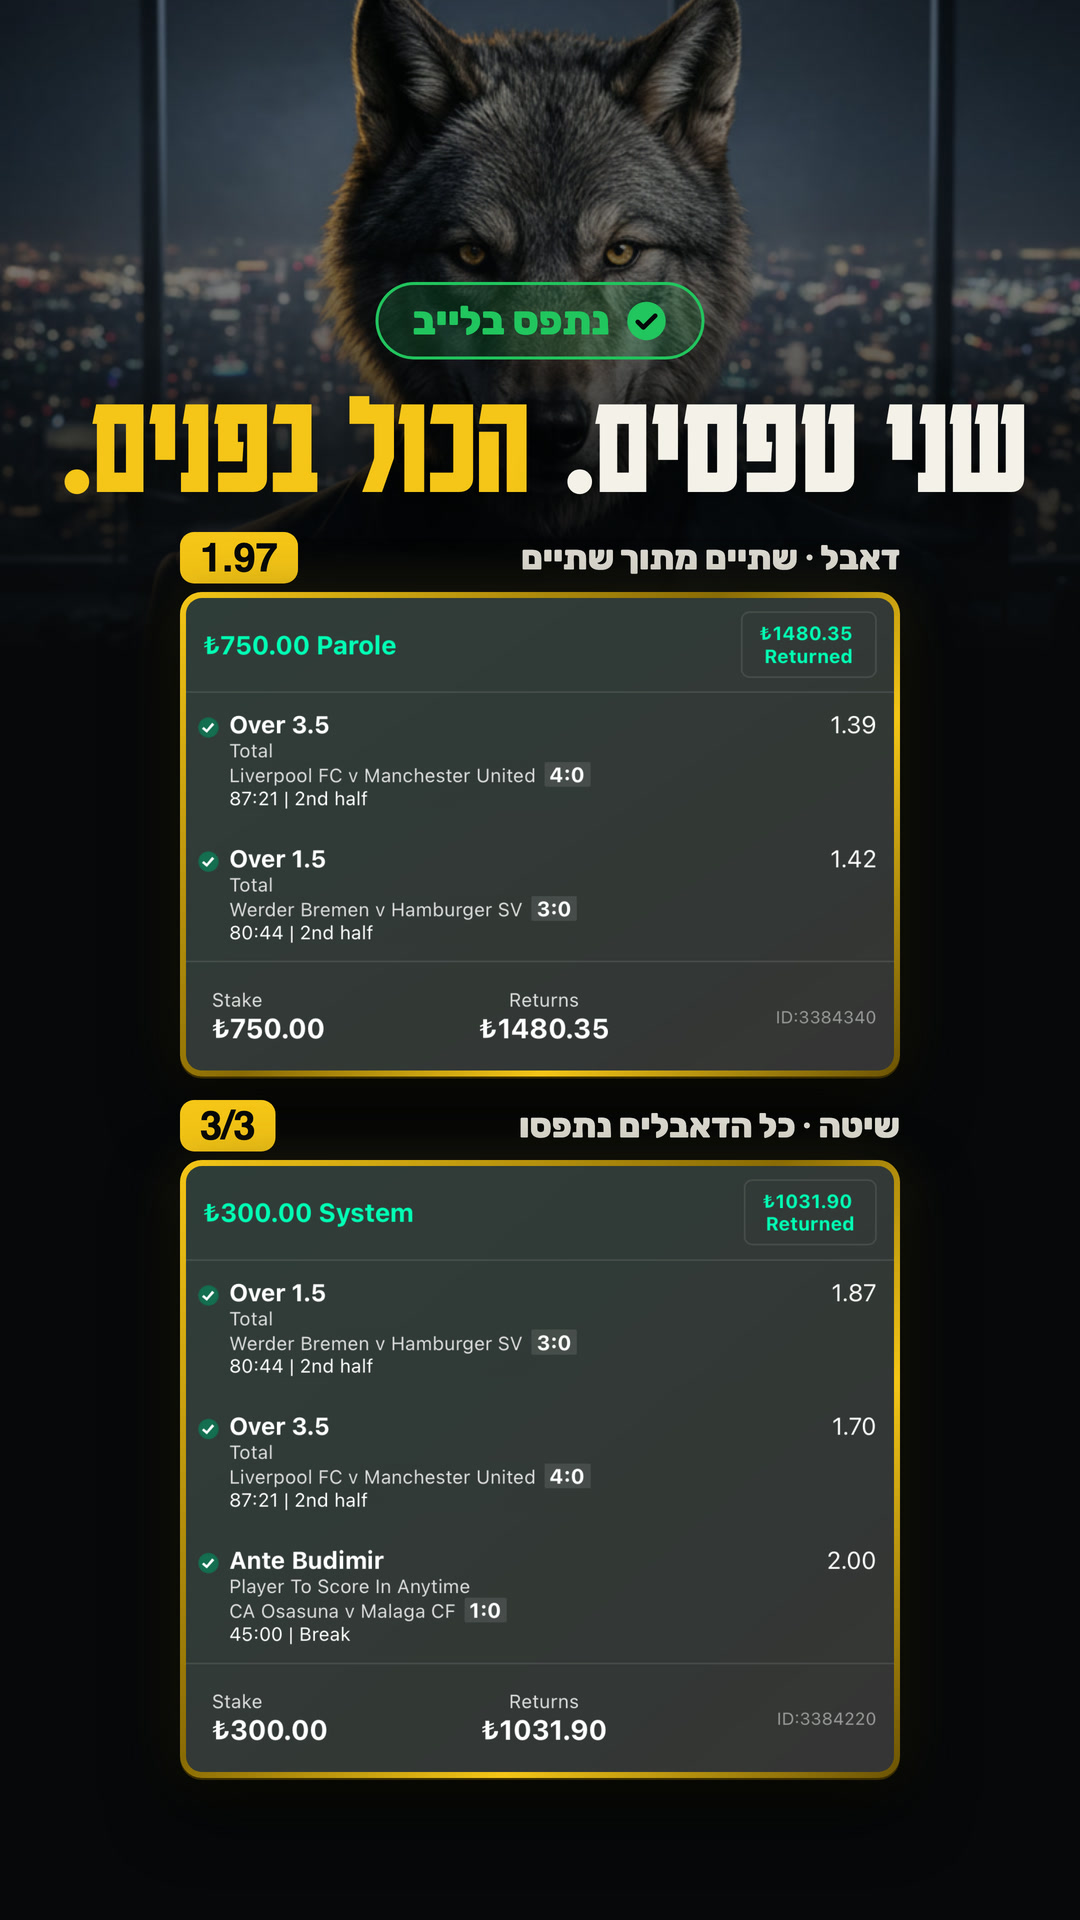 נתפס בלייב
שני טפסים. הכול בפנים.
דאבל · שתיים מתוך שתיים 1.97
₺750.00 Parole
₺1480.35
Returned
Over 3.5 1.39
Total
Liverpool FC v Manchester United 4:0
87:21 | 2nd half
Over 1.5 1.42
Total
Werder Bremen v Hamburger SV 3:0
80:44 | 2nd half
Stake Returns
₺750.00 ₺1480.35 ID:3384340
שיטה · כל הדאבלים נתפסו 3/3
₺300.00 System
₺1031.90
Returned
Over 1.5 1.87
Total
Werder Bremen v Hamburger SV 3:0
80:44 | 2nd half
Over 3.5 1.70
Total
Liverpool FC v Manchester United 4:0
87:21 | 2nd half
Ante Budimir 2.00
Player To Score In Anytime
CA Osasuna v Malaga CF 1:0
45:00 | Break
Stake Returns
₺300.00 ₺1031.90 ID:3384220